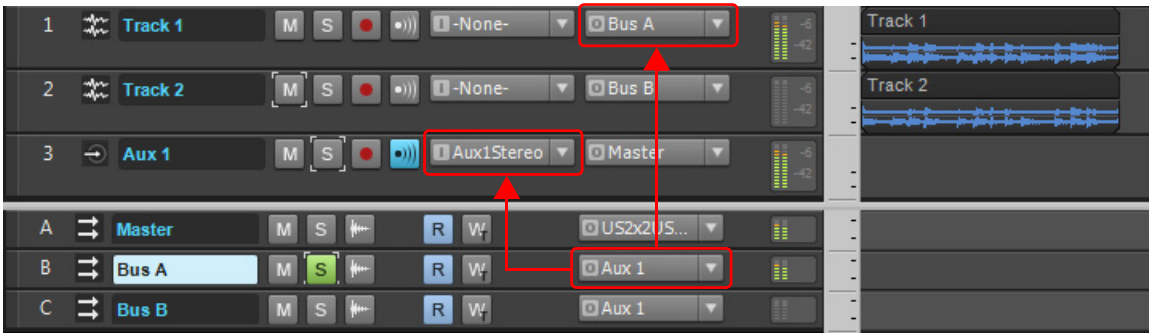 1 Track 1 M S I -None- O Bus A -6 -42 Track 1
2 Track 2 M S I -None- O Bus B -6 -42 Track 2
3 Aux 1 M S I Aux1Stereo O Master -6 -42
A Master M S R W O US2x2US...
B Bus A M S R W O Aux 1
C Bus B M S R W O Aux 1